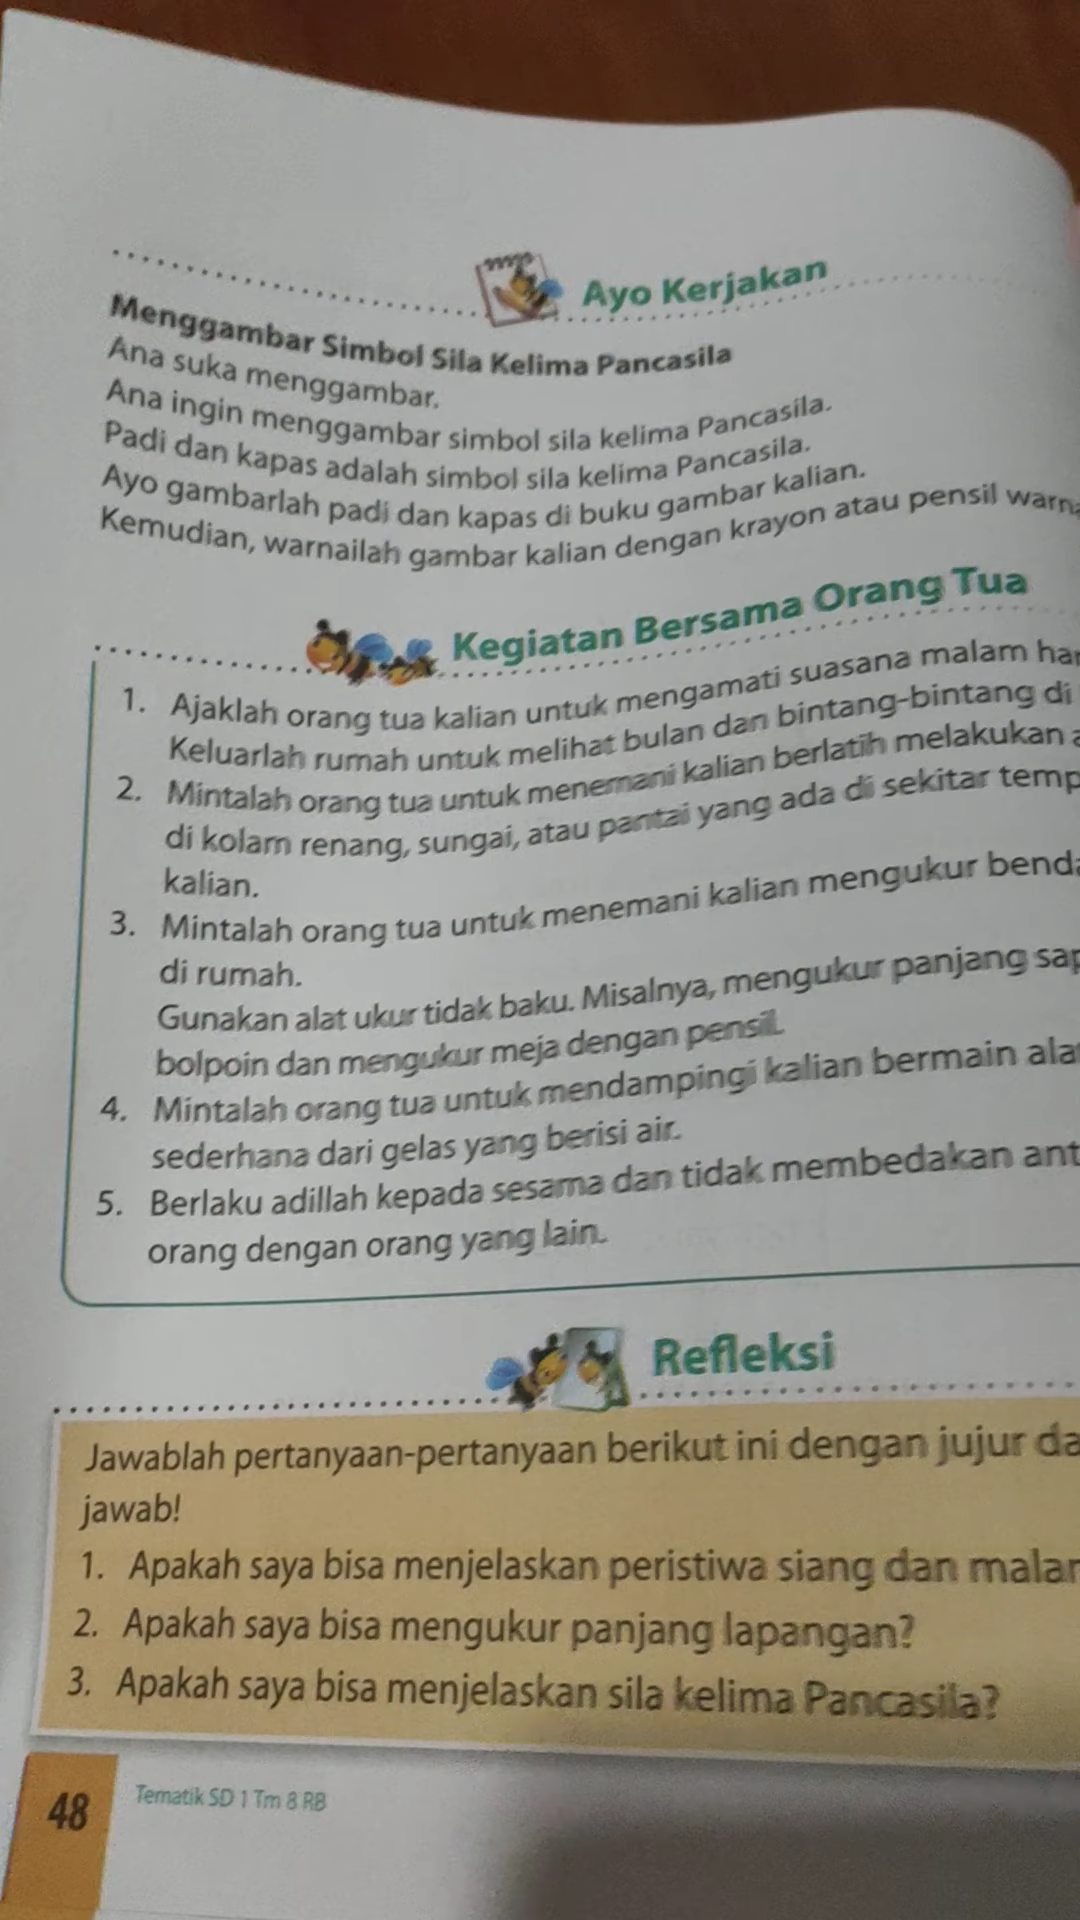 Ayo Kerjakan
Menggambar Simbol Sila Kelima Pancasila
Ana suka menggambar.
Ana ingin menggambar simbol sila kelima Pancasila.
Padi dan kapas adalah simbol sila kelima Pancasila.
Ayo gambarlah padi dan kapas di buku gambar kalian.
Kemudian, warnailah gambar kalian dengan krayon atau pensil
Kegiatan Bersama Orang Tua
1. Ajaklah orang tua kalian untuk mengamati suasana malam
Keluarlah rumah untuk melihat bulan dan bintang-bintang di
2. Mintalah orang tua untuk menemani kalian berlatih melakukan
di kolam renang, sungai, atau pantai yang ada di sekitar
kalian.
3. Mintalah orang tua untuk menemani kalian mengukur
di rumah.
Gunakan alat ukur tidak baku. Misalnya, mengukur panjang
bolpoin dan mengukur meja dengan pensil.
4. Mintalah orang tua untuk mendampingi kalian bermain
sederhana dari gelas yang berisi air.
5. Berlaku adillah kepada sesama dan tidak membedakan
orang dengan orang yang lain.
Refleksi
Jawablah pertanyaan-pertanyaan berikut ini dengan jujur
jawab!
1. Apakah saya bisa menjelaskan peristiwa siang dan
2. Apakah saya bisa mengukur panjang lapangan?
3. Apakah saya bisa menjelaskan sila kelima Pancasila?
48
Tematik SD 1 Tm 8 RB